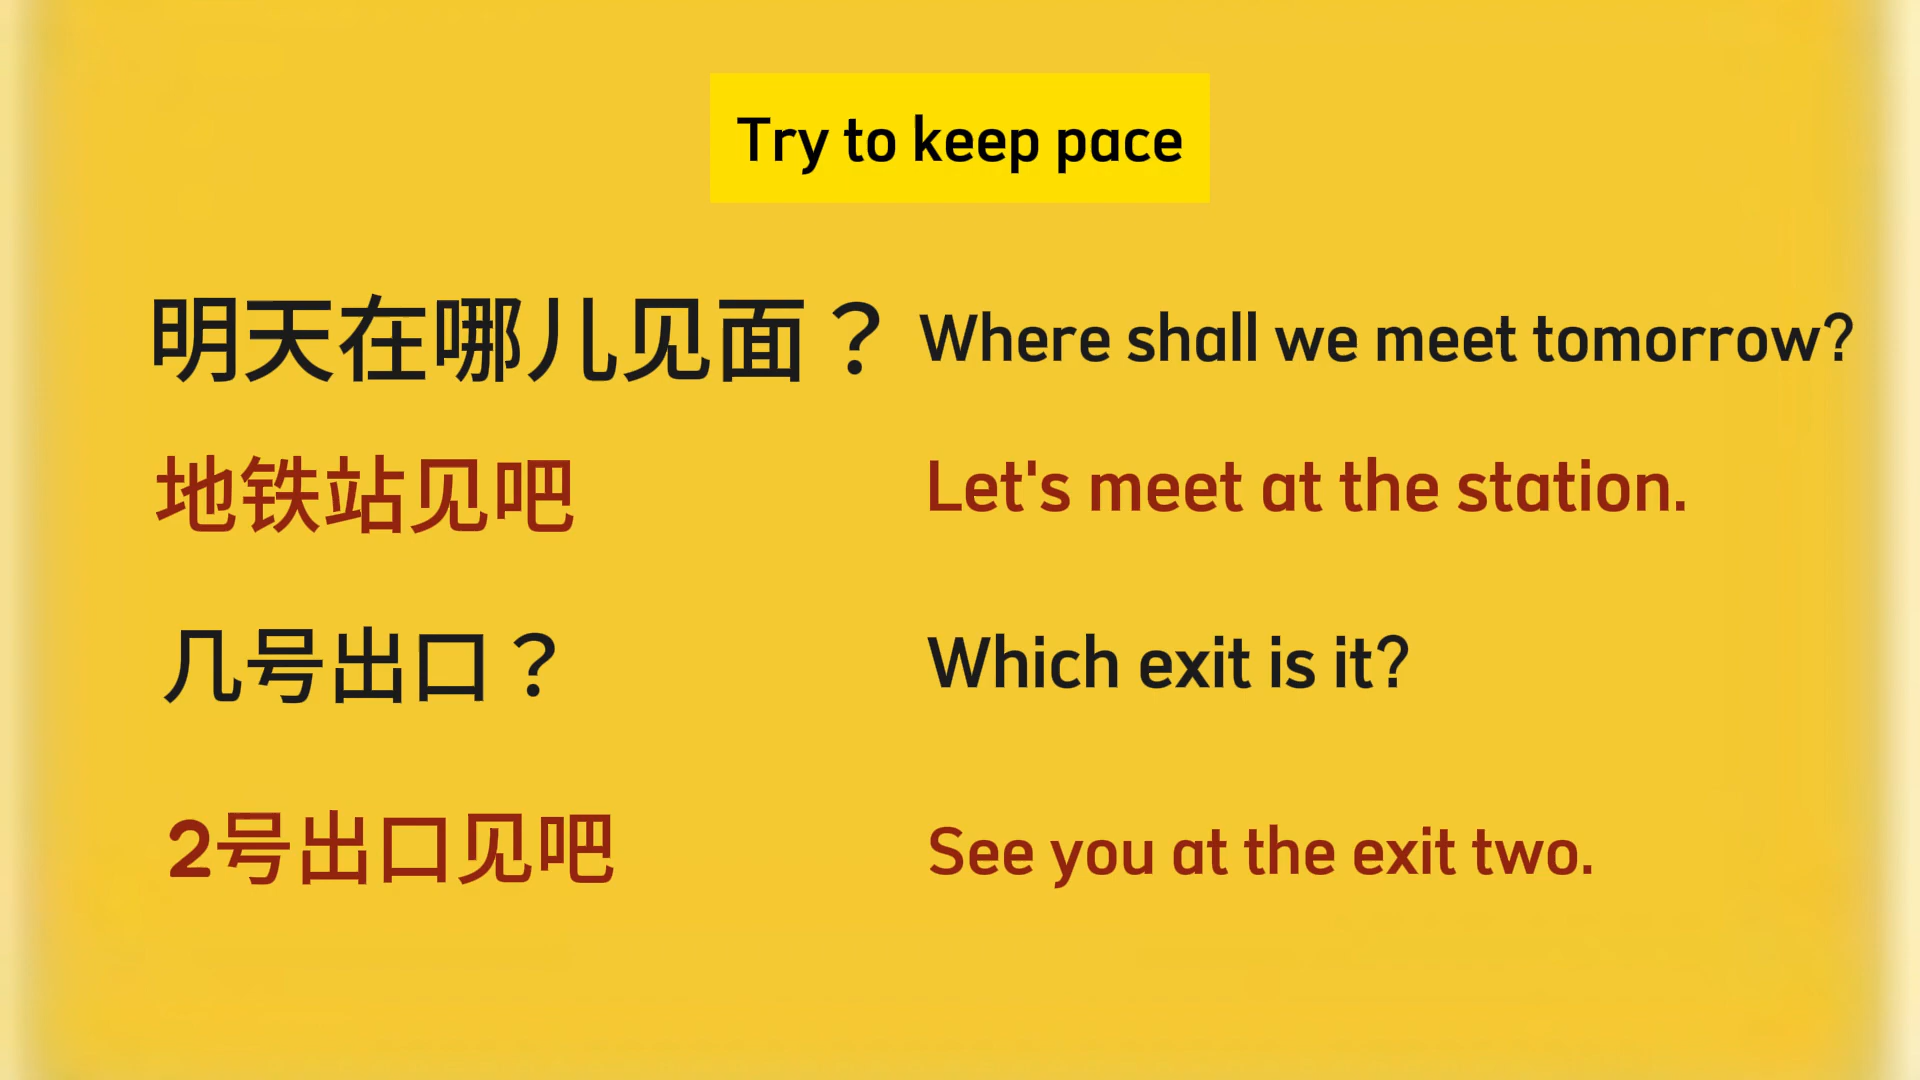 Try to keep pace
明天在哪儿见面？ Where shall we meet tomorrow?
地铁站见吧 Let's meet at the station.
几号出口？ Which exit is it?
2号出口见吧 See you at the exit two.